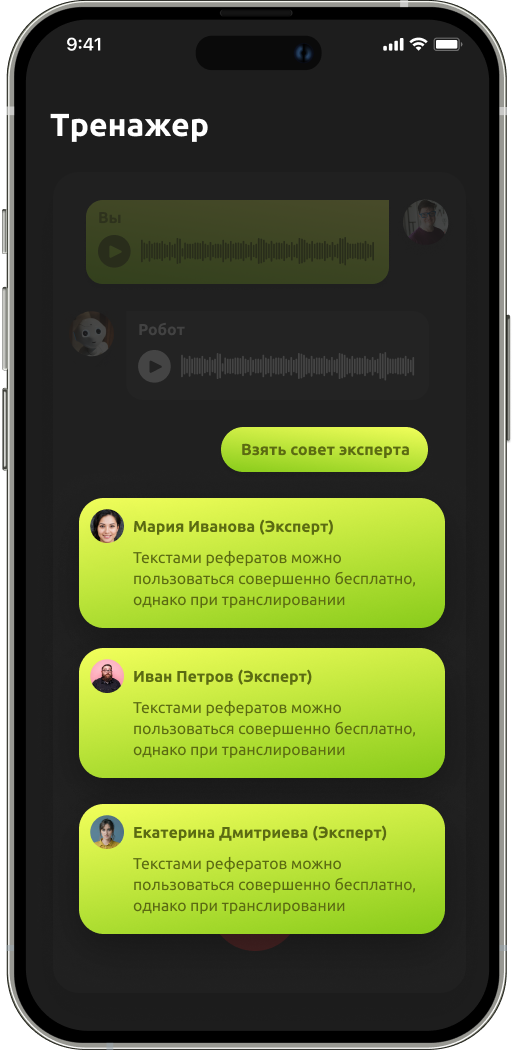 9:41
Тренажер
Вы
Робот
Взять совет эксперта
Мария Иванова (Эксперт)
Текстами рефератов можно
пользоваться совершенно бесплатно,
однако при транслировании
Иван Петров (Эксперт)
Текстами рефератов можно
пользоваться совершенно бесплатно,
однако при транслировании
Екатерина Дмитриева (Эксперт)
Текстами рефератов можно
пользоваться совершенно бесплатно,
однако при транслировании